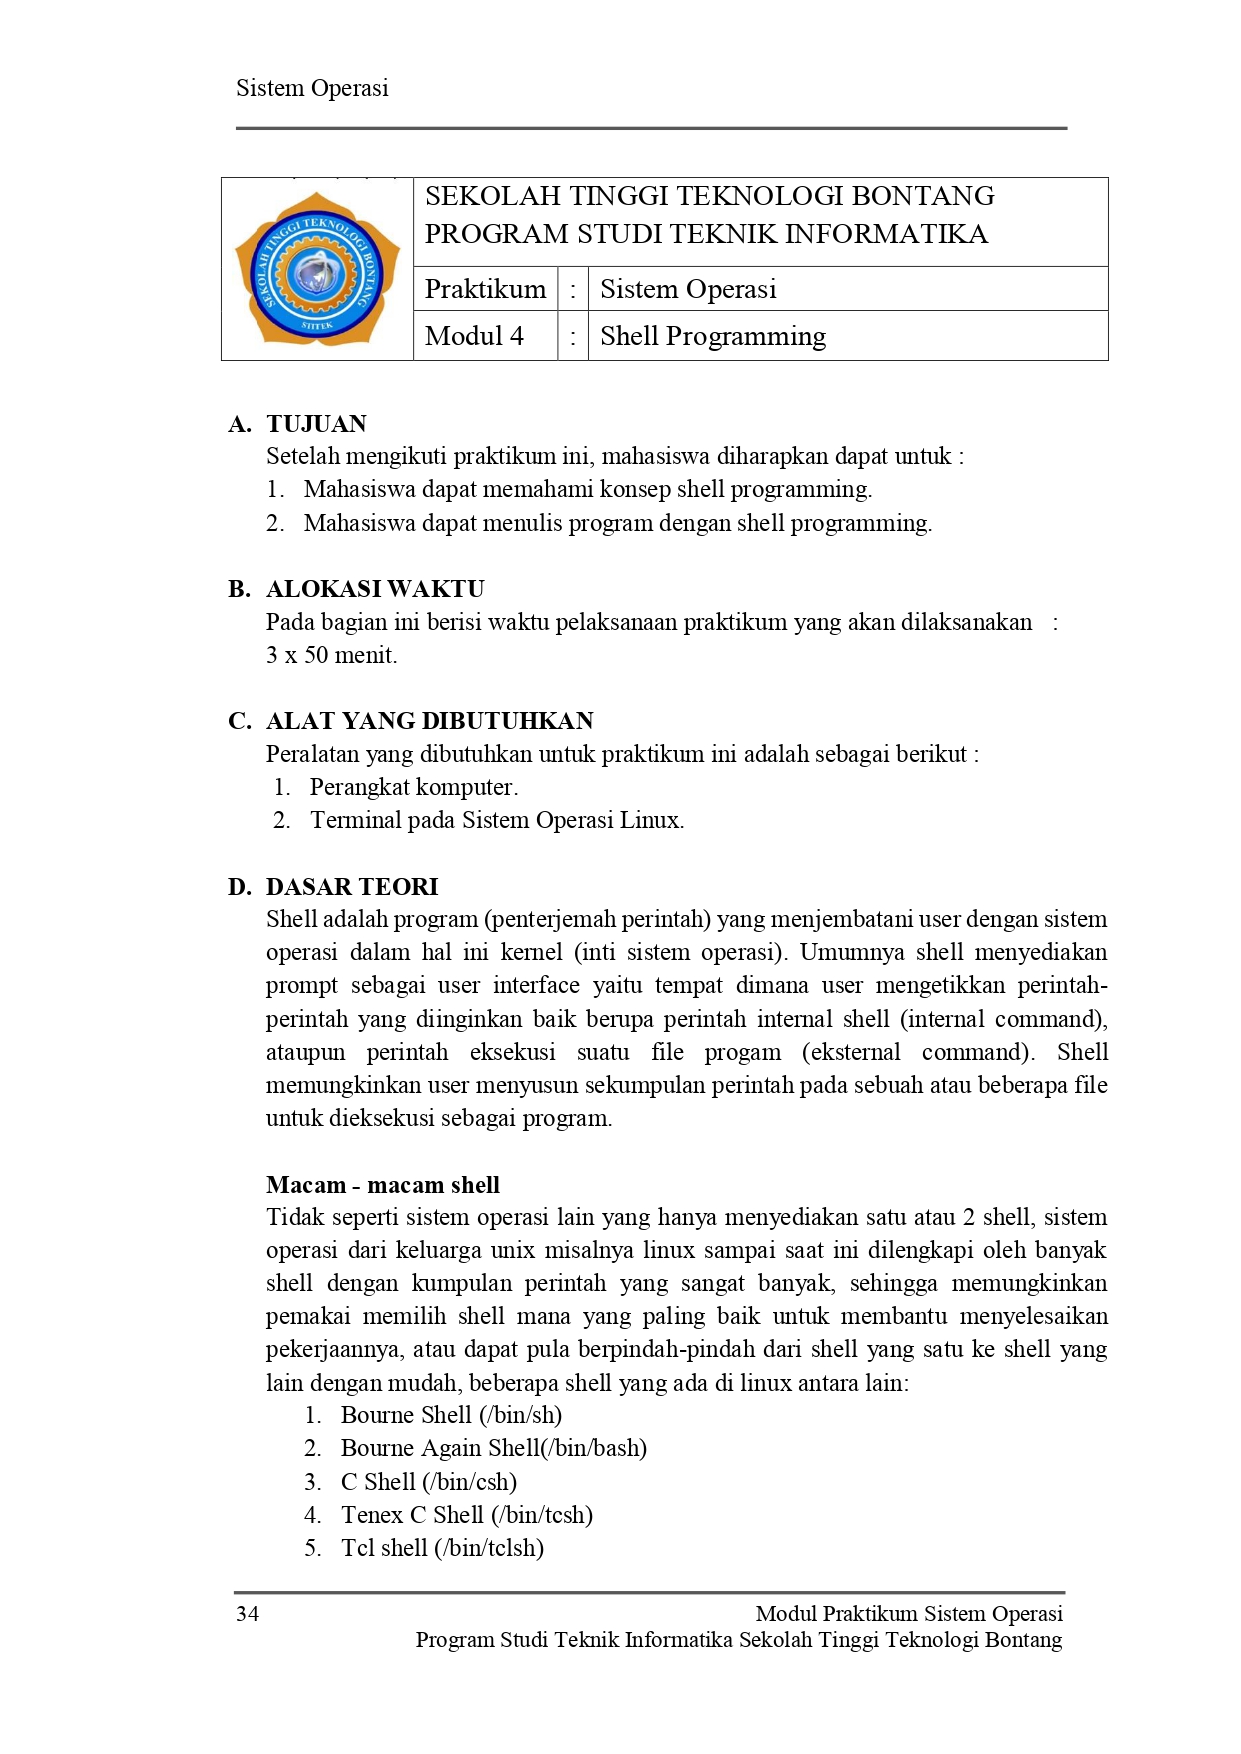 Sistem Operasi
SEKOLAH TINGGI TEKNOLOGI BONTANG
STITEK
SEKOLAH TINGGI TEKNOLOGI BONTANG
PROGRAM STUDI TEKNIK INFORMATIKA
Praktikum : Sistem Operasi
Modul 4 : Shell Programming
A. TUJUAN
Setelah mengikuti praktikum ini, mahasiswa diharapkan dapat untuk :
1. Mahasiswa dapat memahami konsep shell programming.
2. Mahasiswa dapat menulis program dengan shell programming.
B. ALOKASI WAKTU
Pada bagian ini berisi waktu pelaksanaan praktikum yang akan dilaksanakan :
3 x 50 menit.
C. ALAT YANG DIBUTUHKAN
Peralatan yang dibutuhkan untuk praktikum ini adalah sebagai berikut :
1. Perangkat komputer.
2. Terminal pada Sistem Operasi Linux.
D. DASAR TEORI
Shell adalah program (penterjemah perintah) yang menjembatani user dengan sistem
operasi dalam hal ini kernel (inti sistem operasi). Umumnya shell menyediakan
prompt sebagai user interface yaitu tempat dimana user mengetikkan perintah-
perintah yang diinginkan baik berupa perintah internal shell (internal command),
ataupun perintah eksekusi suatu file progam (eksternal command). Shell
memungkinkan user menyusun sekumpulan perintah pada sebuah atau beberapa file
untuk dieksekusi sebagai program.
Macam - macam shell
Tidak seperti sistem operasi lain yang hanya menyediakan satu atau 2 shell, sistem
operasi dari keluarga unix misalnya linux sampai saat ini dilengkapi oleh banyak
shell dengan kumpulan perintah yang sangat banyak, sehingga memungkinkan
pemakai memilih shell mana yang paling baik untuk membantu menyelesaikan
pekerjaannya, atau dapat pula berpindah-pindah dari shell yang satu ke shell yang
lain dengan mudah, beberapa shell yang ada di linux antara lain:
1. Bourne Shell (/bin/sh)
2. Bourne Again Shell(/bin/bash)
3. C Shell (/bin/csh)
4. Tenex C Shell (/bin/tcsh)
5. Tcl shell (/bin/tclsh)
34 Modul Praktikum Sistem Operasi
Program Studi Teknik Informatika Sekolah Tinggi Teknologi Bontang